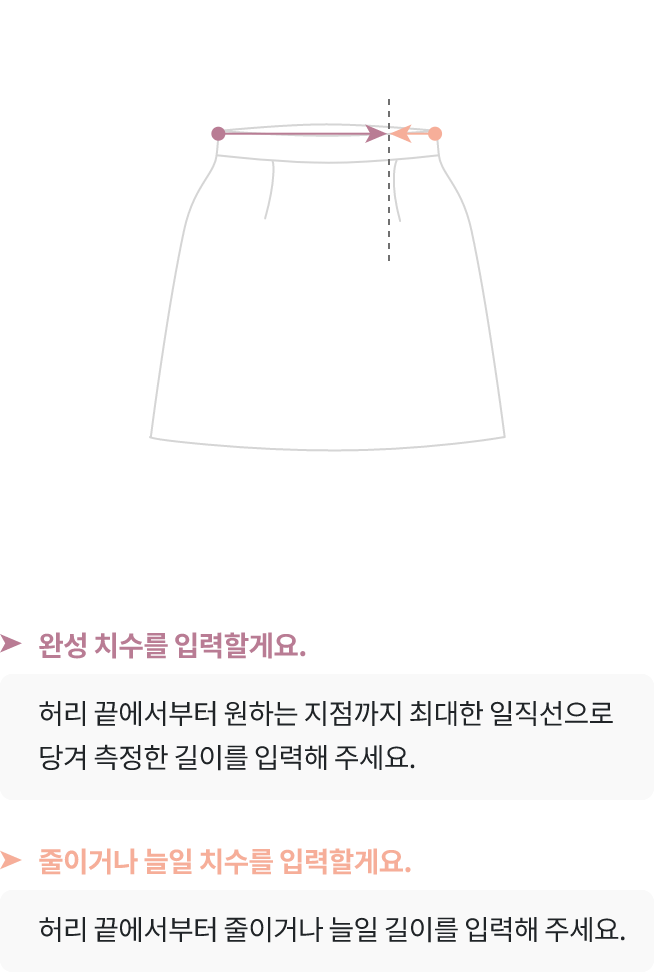 완성 치수를 입력할게요.
허리 끝에서부터 원하는 지점까지 최대한 일직선으로
당겨 측정한 길이를 입력해 주세요.
줄이거나 늘일 치수를 입력할게요.
허리 끝에서부터 줄이거나 늘일 길이를 입력해 주세요.